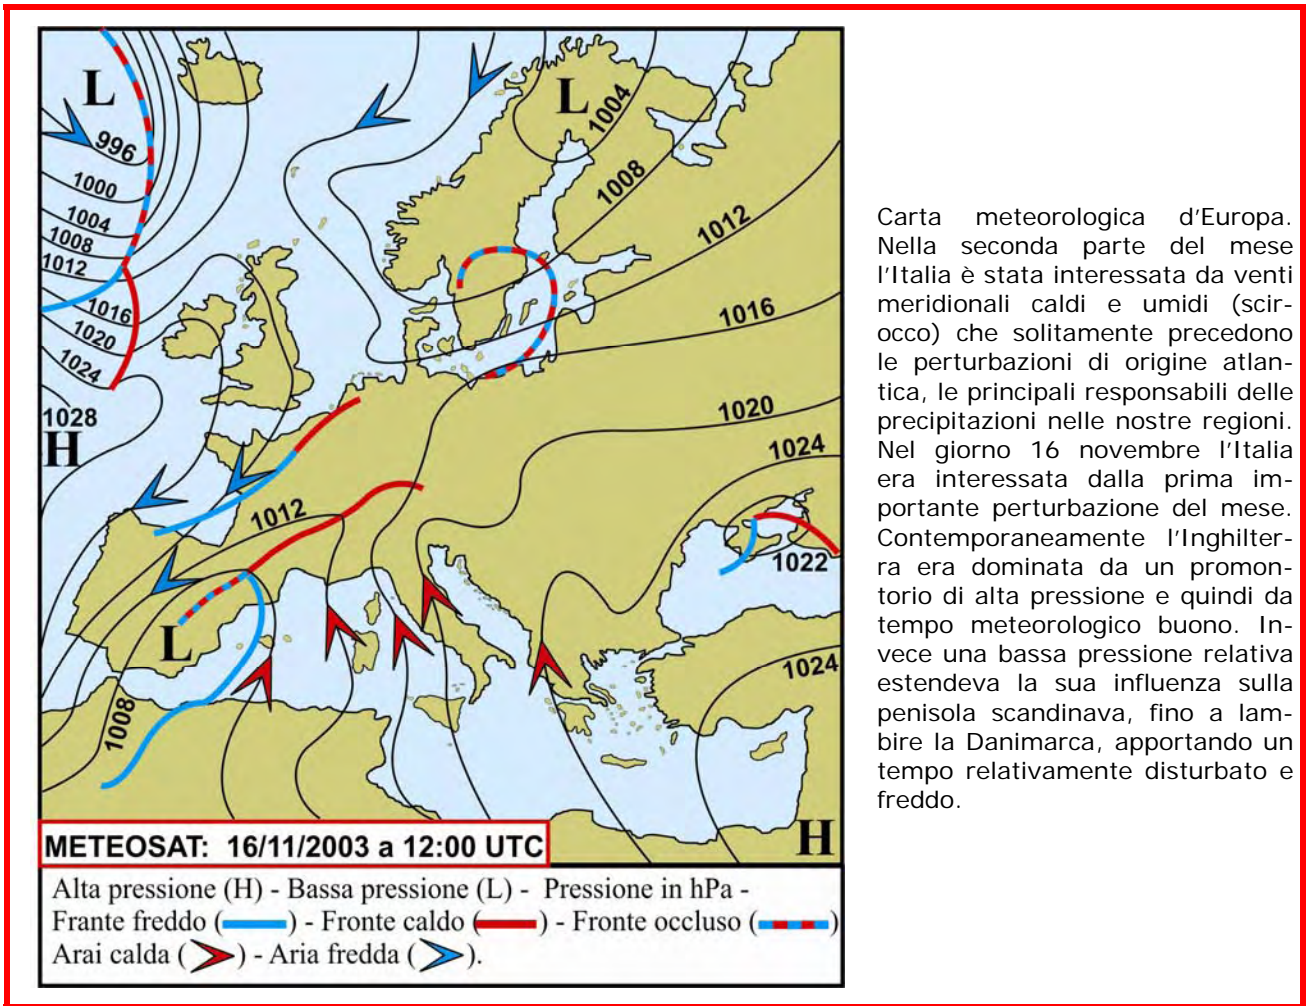 L
L
1004
996
1000
1008
1004
1012
1008
1012
1016
1016
1020
1024
1028
H
1020
1024
1012
1022
L
1024
1008
H
METEOSAT: 16/11/2003 a 12:00 UTC
Alta pressione (H) - Bassa pressione (L) - Pressione in hPa -
Frante freddo ( ) - Fronte caldo ( ) - Fronte occluso ( )
Arai calda ( ) - Aria fredda ( ).
Carta meteorologica d'Europa.
Nella seconda parte del mese
l'Italia è stata interessata da venti
meridionali caldi e umidi (scir-
occo) che solitamente precedono
le perturbazioni di origine atlan-
tica, le principali responsabili delle
precipitazioni nelle nostre regioni.
Nel giorno 16 novembre l'Italia
era interessata dalla prima im-
portante perturbazione del mese.
Contemporaneamente l'Inghilter-
ra era dominata da un promon-
torio di alta pressione e quindi da
tempo meteorologico buono. In-
vece una bassa pressione relativa
estendeva la sua influenza sulla
penisola scandinava, fino a lam-
bire la Danimarca, apportando un
tempo relativamente disturbato e
freddo.